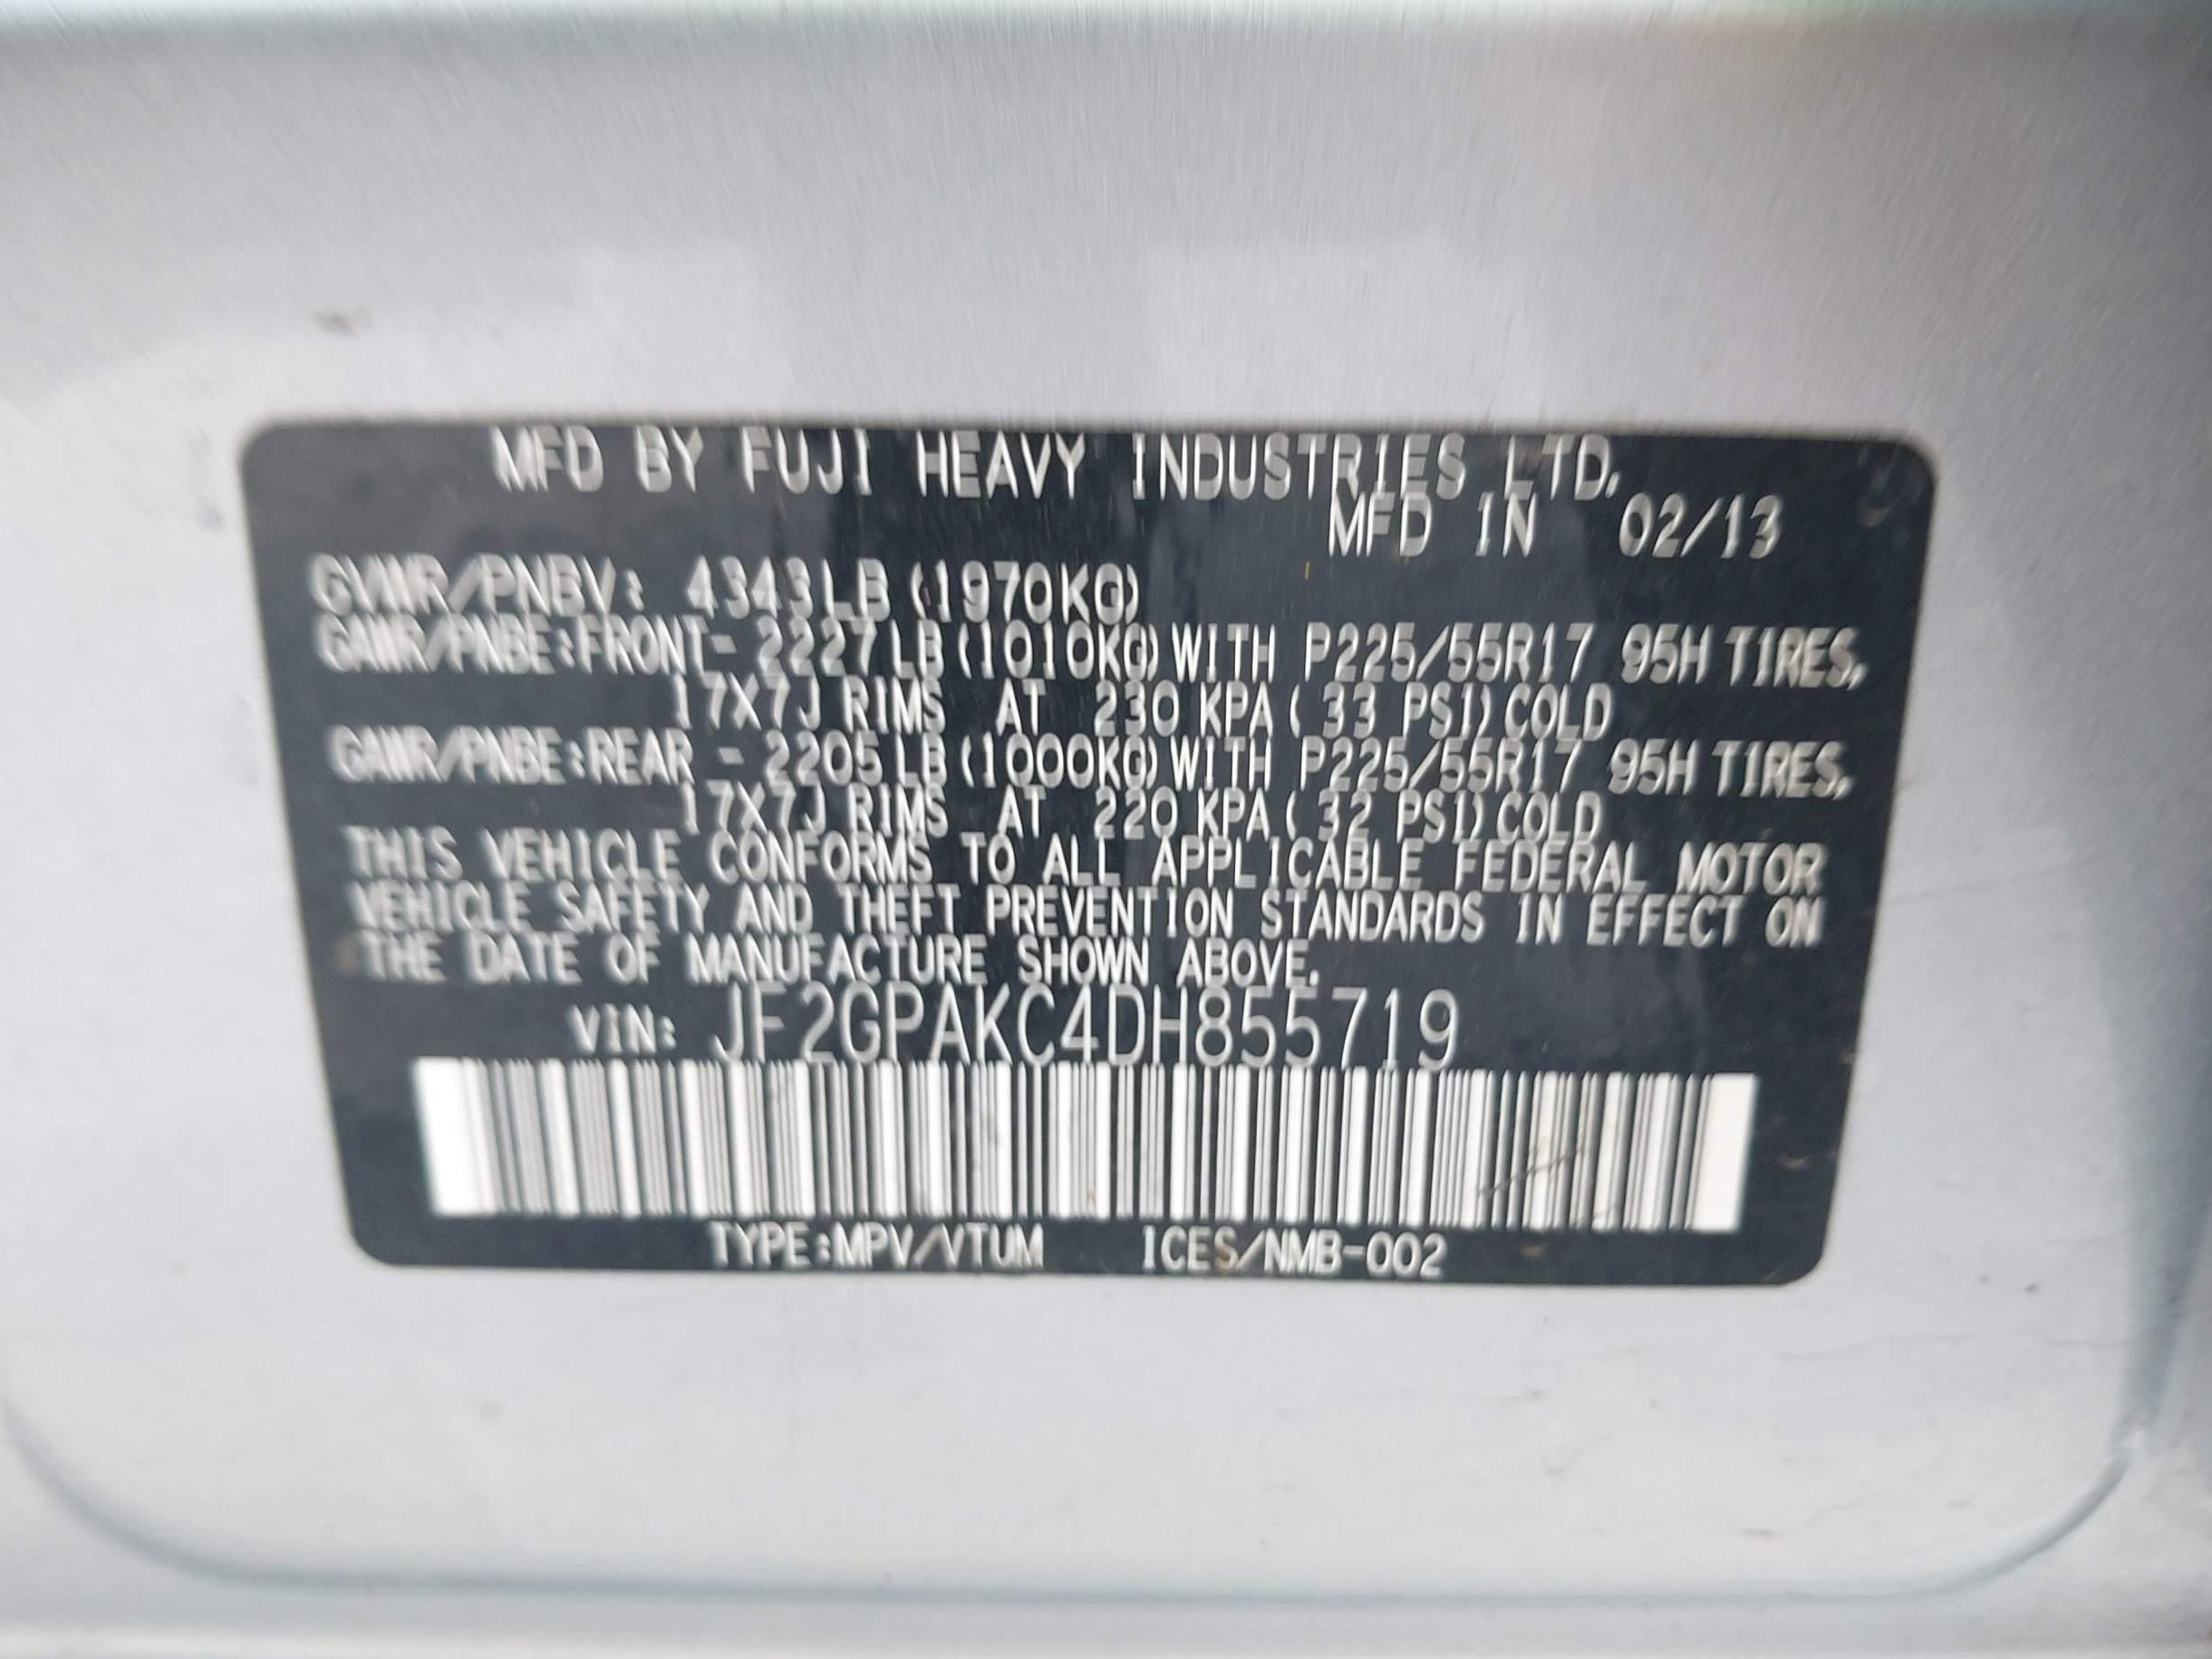 MFD BY FUJI HEAVY INDUSTRIES LTD.
MFD IN 02/13
GVWR/PNBV: 4343LB (1970KG)
GAWR/PNBE:FRONT- 2227LB (1010KG) WITH P225/55R17 95H TIRES,
17X7J RIMS AT 230 KPA ( 33 PSI) COLD
GAWR/PNBE:REAR - 2205LB (1000KG) WITH P225/55R17 95H TIRES,
17X7J RIMS AT 220 KPA ( 32 PSI) COLD
THIS VEHICLE CONFORMS TO ALL APPLICABLE FEDERAL MOTOR
VEHICLE SAFETY AND THEFT PREVENTION STANDARDS IN EFFECT ON
THE DATE OF MANUFACTURE SHOWN ABOVE.
VIN: JF2GPAKC4DH855719
TYPE:MPV/VTUM ICES/NMB-002